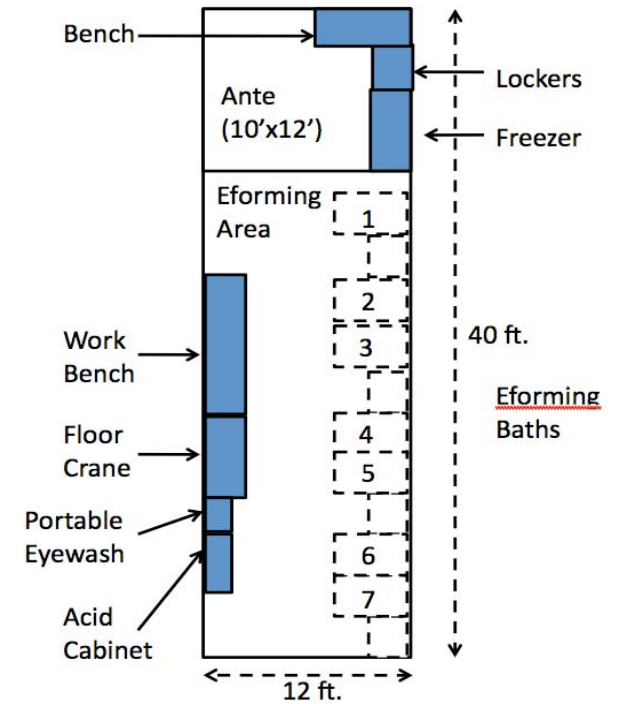 Bench
Lockers
Ante
(10’x12’)
Freezer
Eforming
Area
1
2
3
40 ft.
Work
Bench
Eforming
Baths
4
Floor
Crane
5
Portable
Eyewash
6
7
Acid
Cabinet
12 ft.